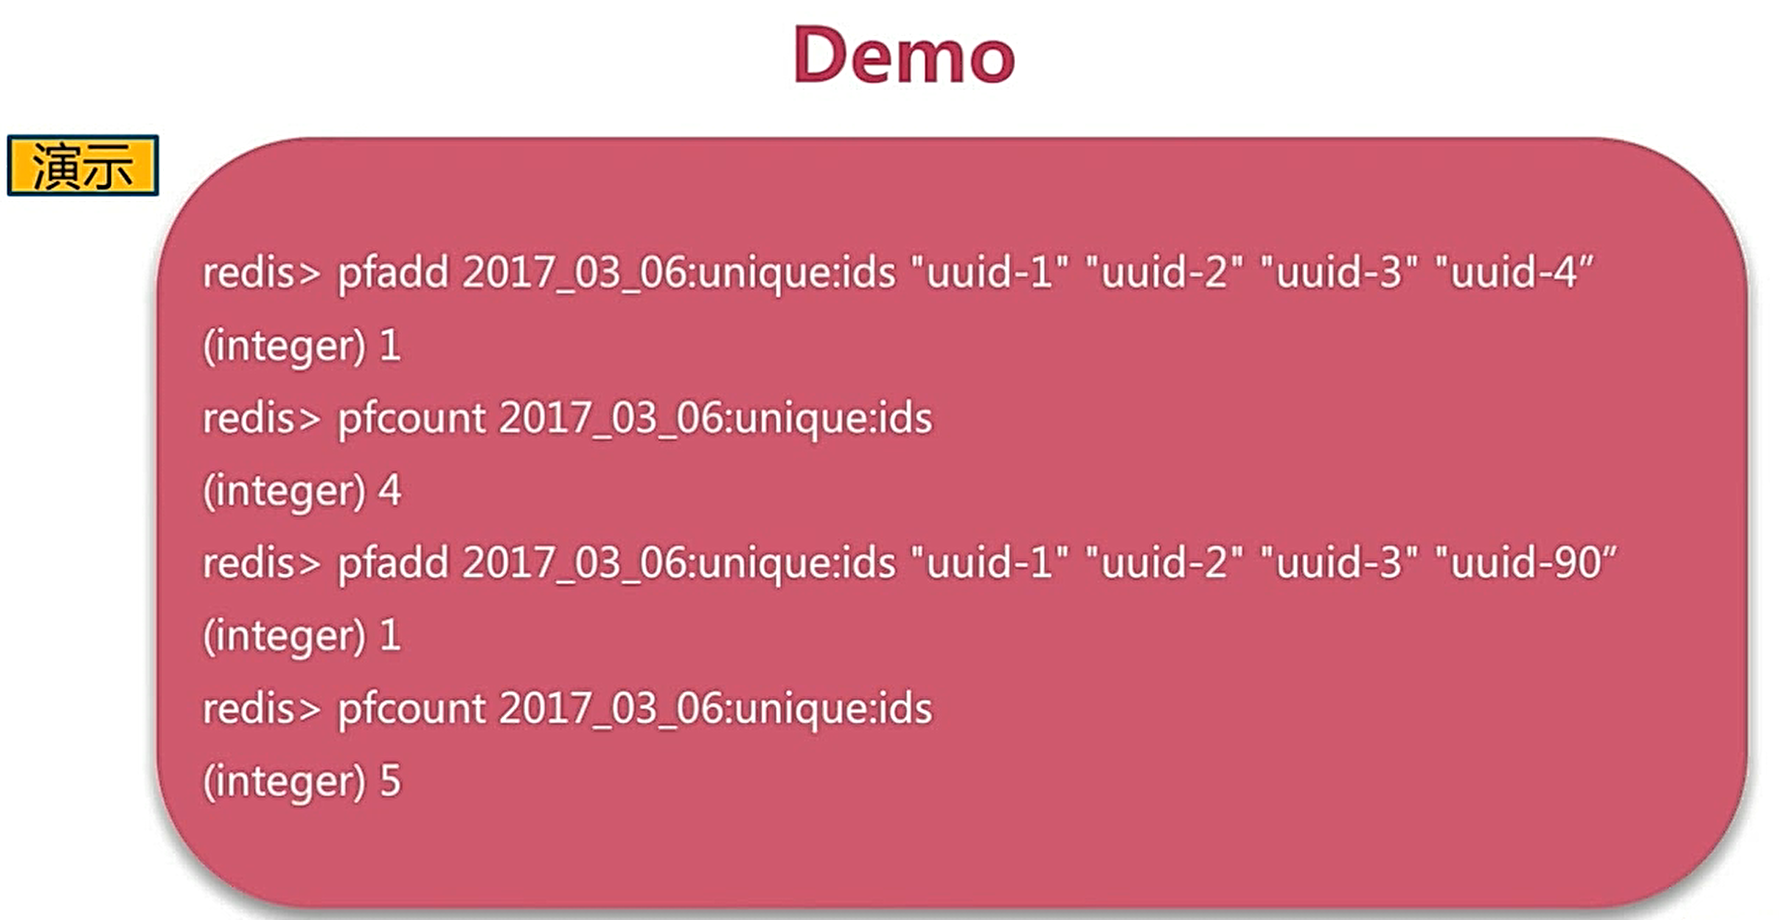 Demo
演示
redis> pfadd 2017_03_06:unique:ids "uuid-1" "uuid-2" "uuid-3" "uuid-4”
(integer) 1
redis> pfcount 2017_03_06:unique:ids
(integer) 4
redis> pfadd 2017_03_06:unique:ids "uuid-1" "uuid-2" "uuid-3" "uuid-90”
(integer) 1
redis> pfcount 2017_03_06:unique:ids
(integer) 5